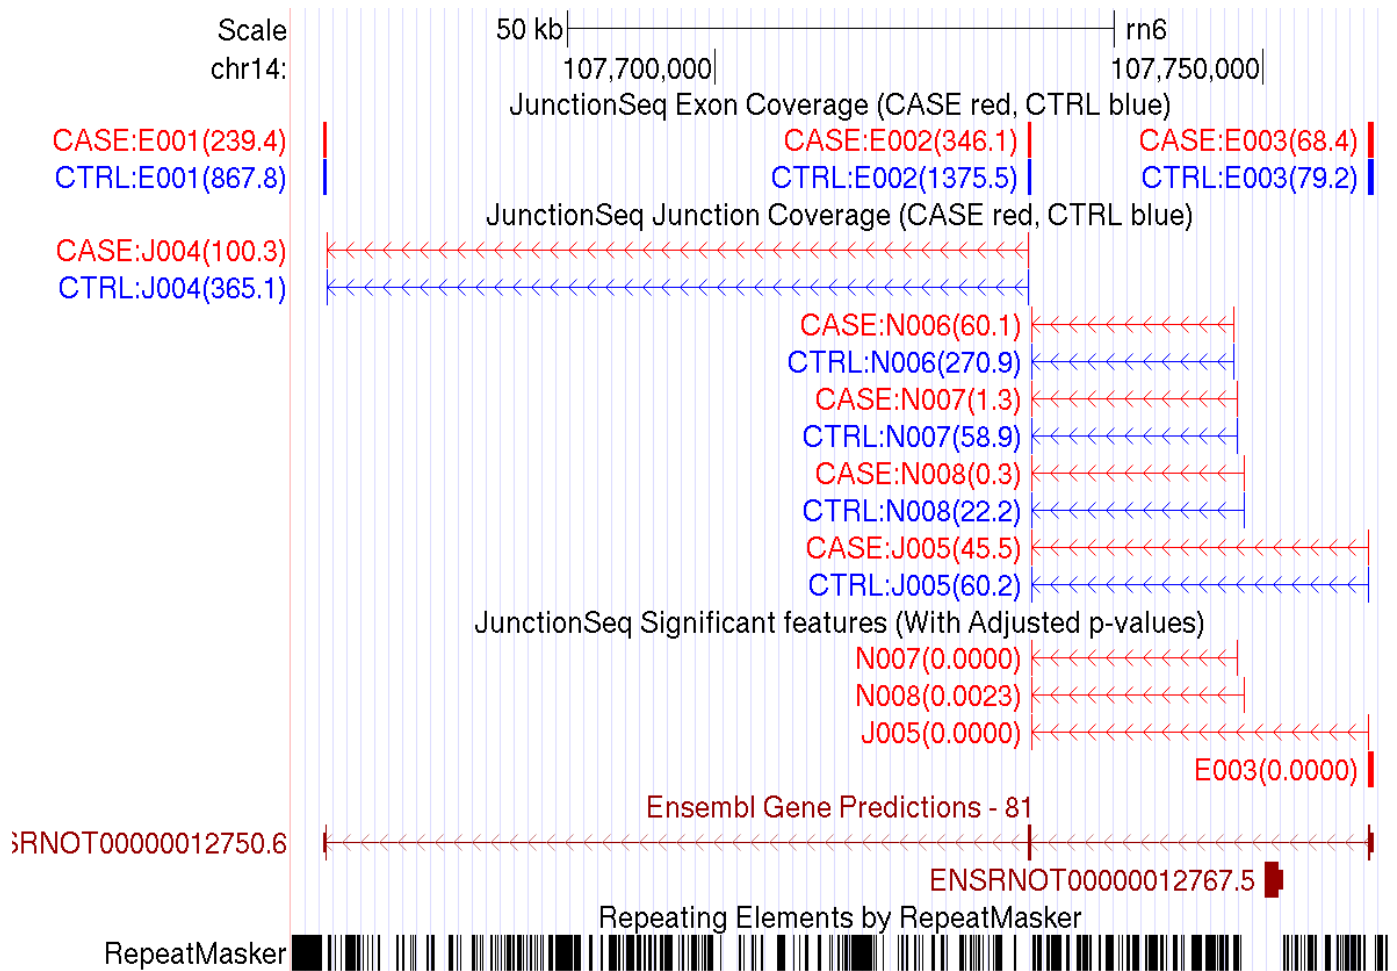 Scale 50 kb rn6
chr14: 107,700,000 107,750,000
JunctionSeq Exon Coverage (CASE red, CTRL blue)
CASE:E001(239.4) CASE:E002(346.1) CASE:E003(68.4)
CTRL:E001(867.8) CTRL:E002(1375.5) CTRL:E003(79.2)
JunctionSeq Junction Coverage (CASE red, CTRL blue)
CASE:J004(100.3)
CTRL:J004(365.1)
CASE:N006(60.1)
CTRL:N006(270.9)
CASE:N007(1.3)
CTRL:N007(58.9)
CASE:N008(0.3)
CTRL:N008(22.2)
CASE:J005(45.5)
CTRL:J005(60.2)
JunctionSeq Significant features (With Adjusted p-values)
N007(0.0000)
N008(0.0023)
J005(0.0000)
E003(0.0000)
Ensembl Gene Predictions - 81
SRNOT00000012750.6
ENSRNOT00000012767.5
Repeating Elements by RepeatMasker
RepeatMasker